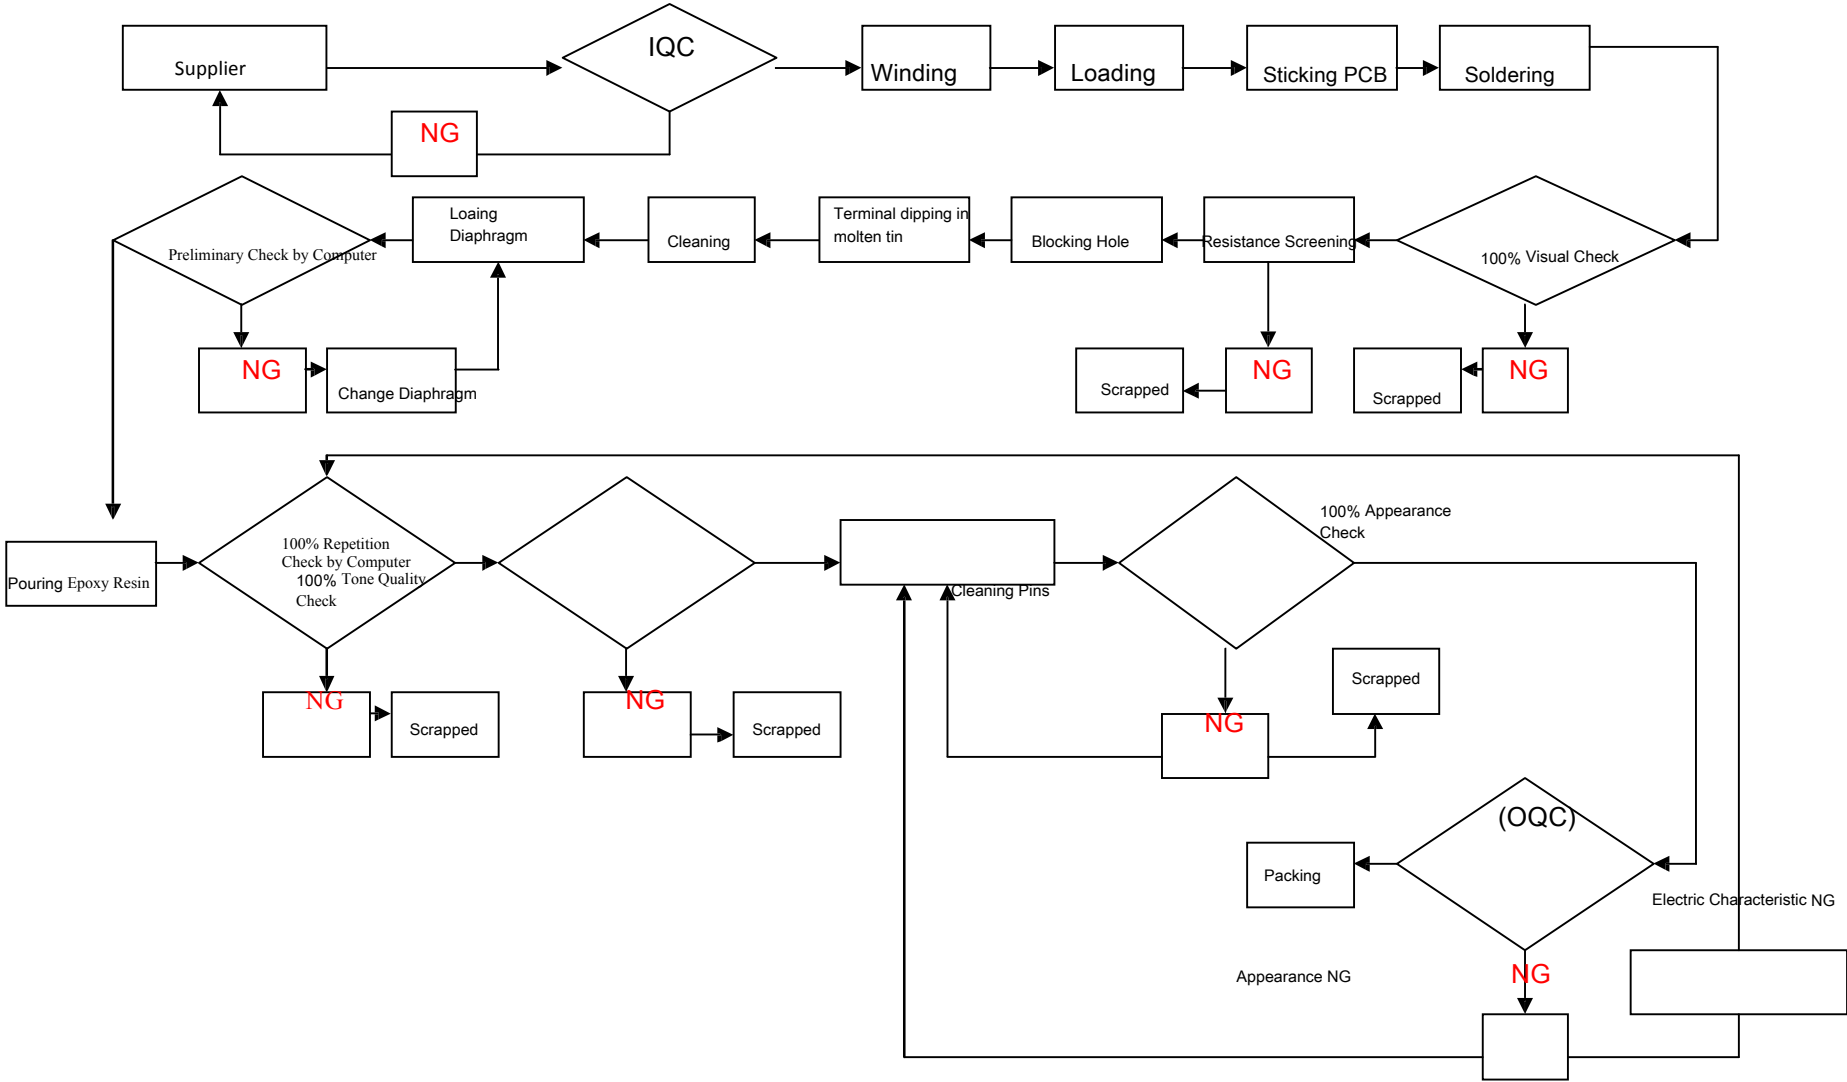 IQC
Supplier
Winding
Loading
Sticking PCB
Soldering
NG
Loaing
Diaphragm
Terminal dipping in
molten tin
Preliminary Check by Computer
Cleaning
Blocking Hole
Resistance Screening
100% Visual Check
NG
Change Diaphragm
Scrapped
NG
Scrapped
NG
100% Repetition
Check by Computer
100% Tone Quality
Check
Pouring Epoxy Resin
Cleaning Pins
100% Appearance
Check
NG
Scrapped
NG
Scrapped
NG
Scrapped
(OQC)
Packing
Electric Characteristic NG
Appearance NG
NG